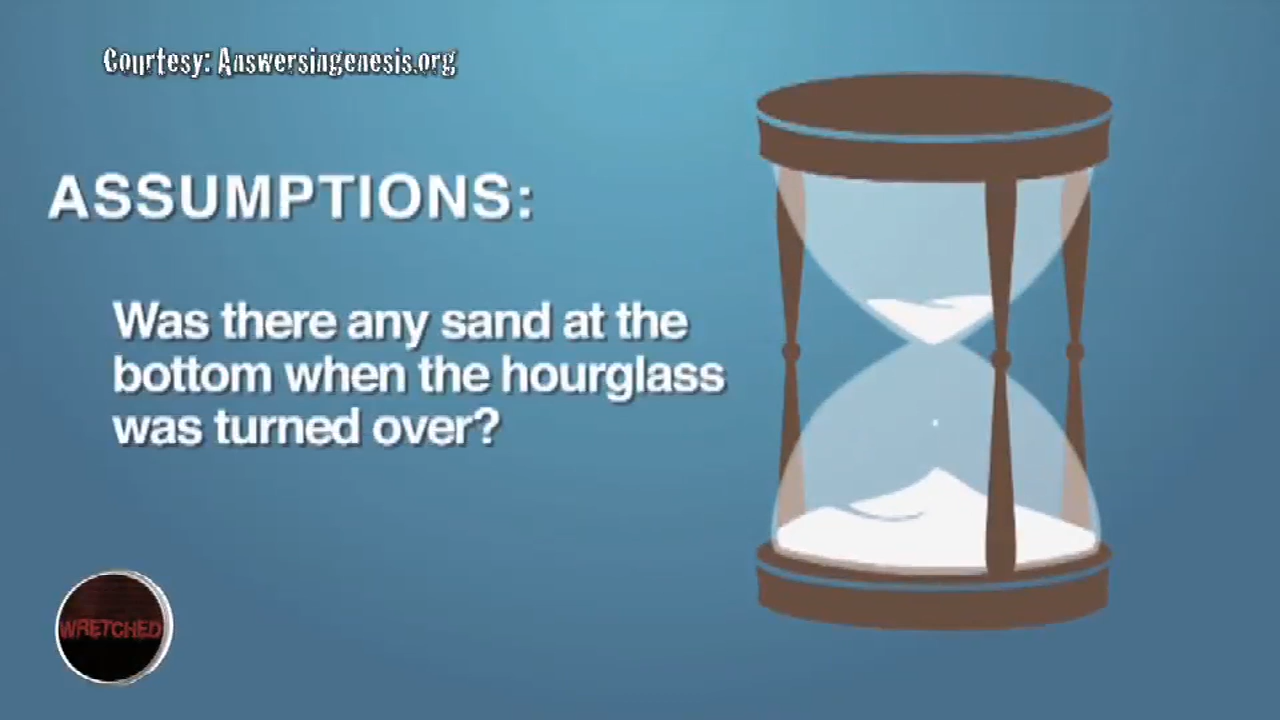 Courtesy: Answersingenesis.org
ASSUMPTIONS:
Was there any sand at the
bottom when the hourglass
was turned over?
WRETCHED